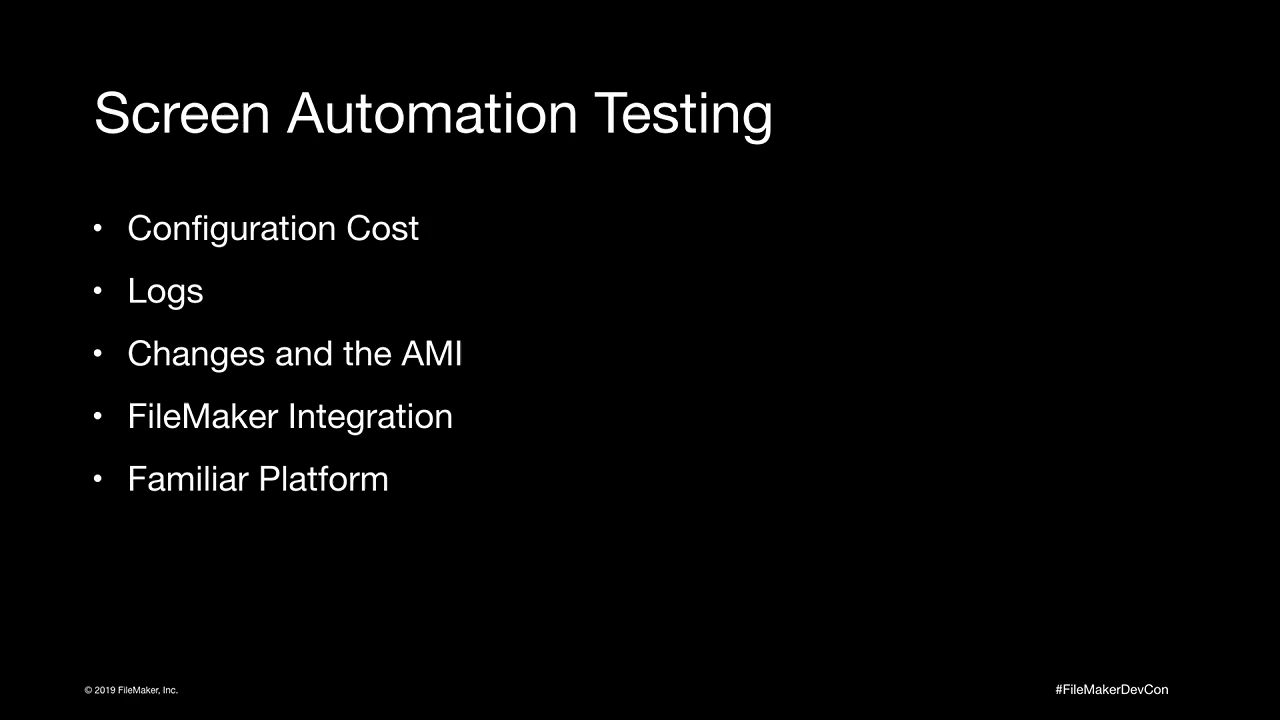 Screen Automation Testing
• Configuration Cost
• Logs
• Changes and the AMI
• FileMaker Integration
• Familiar Platform
© 2019 FileMaker, Inc.
#FileMakerDevCon